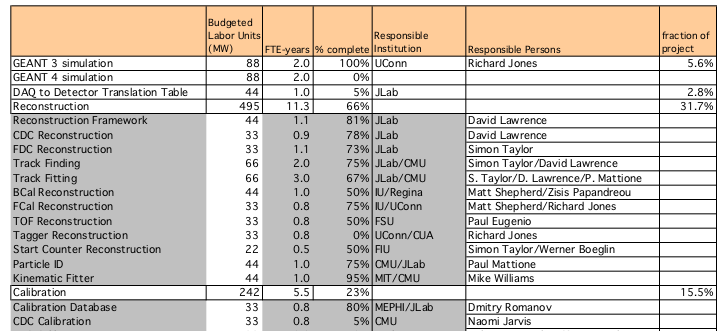 Budgeted Labor Units (MW) FTE-years % complete Responsible Institution Responsible Persons fraction of project
GEANT 3 simulation 88 2.0 100% UConn Richard Jones 5.6%
GEANT 4 simulation 88 2.0 0%
DAQ to Detector Translation Table 44 1.0 5% JLab 2.8%
Reconstruction 495 11.3 66% 31.7%
Reconstruction Framework 44 1.1 81% JLab David Lawrence
CDC Reconstruction 33 0.9 78% JLab David Lawrence
FDC Reconstruction 33 1.1 73% JLab Simon Taylor
Track Finding 66 2.0 75% JLab/CMU Simon Taylor/David Lawrence
Track Fitting 66 3.0 67% JLab/CMU S. Taylor/D. Lawrence/P. Mattione
BCal Reconstruction 44 1.0 50% IU/Regina Matt Shepherd/Zisis Papandreou
FCal Reconstruction 33 0.8 75% IU/UConn Matt Shepherd/Richard Jones
TOF Reconstruction 33 0.8 50% FSU Paul Eugenio
Tagger Reconstruction 33 0.8 0% UConn/CUA Richard Jones
Start Counter Reconstruction 22 0.5 50% FIU Simon Taylor/Werner Boeglin
Particle ID 44 1.0 75% CMU/JLab Paul Mattione
Kinematic Fitter 44 1.0 95% MIT/CMU Mike Williams
Calibration 242 5.5 23% 15.5%
Calibration Database 33 0.8 80% MEPHI/JLab Dmitry Romanov
CDC Calibration 33 0.8 5% CMU Naomi Jarvis